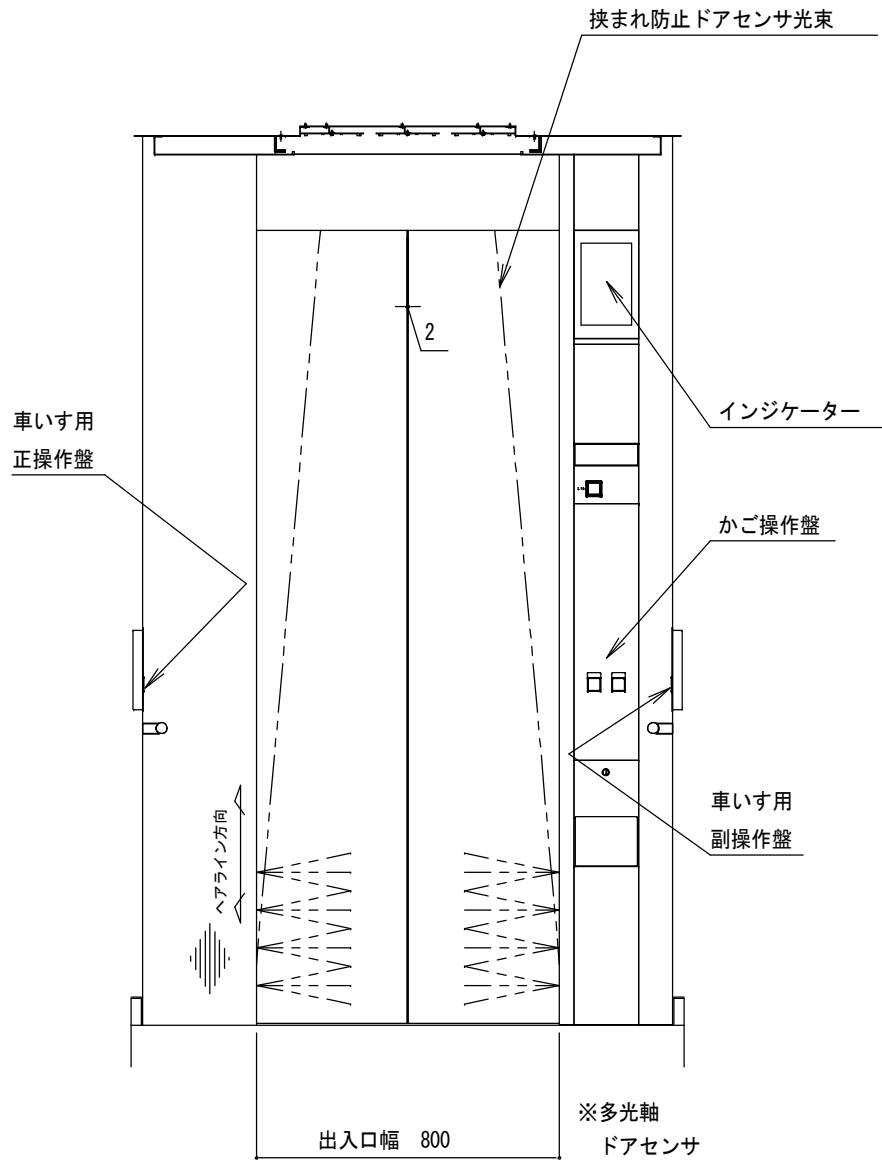 挟まれ防止ドアセンサ光束
2
インジケーター
車いす用
正操作盤
かご操作盤
車いす用
副操作盤
ヘアライン方向
出入口幅 800
※多光軸
ドアセンサ